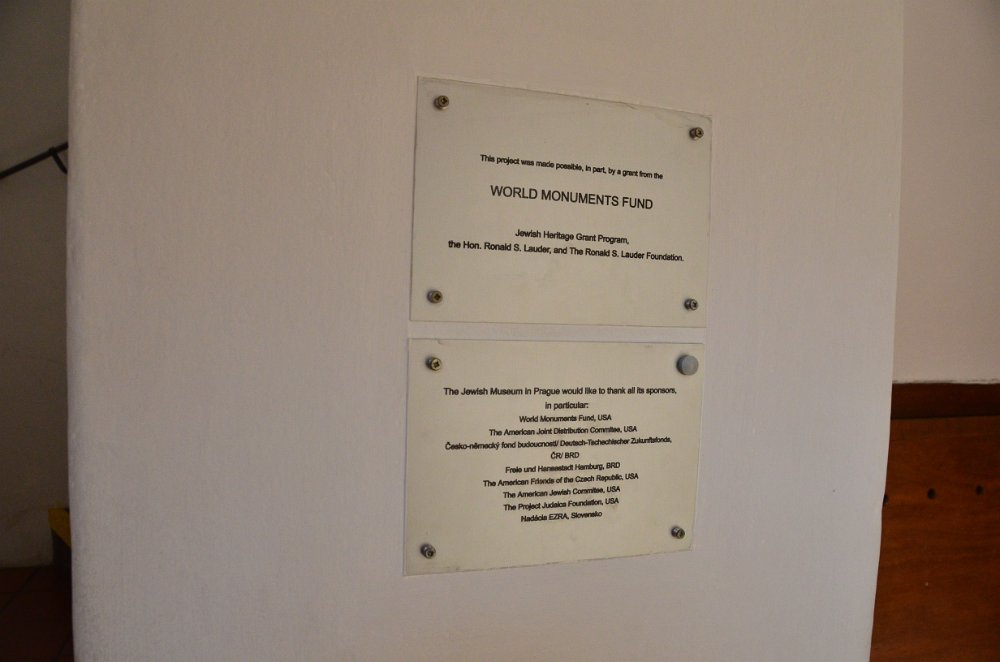 This project was made possible, in part, by a grant from the
WORLD MONUMENTS FUND
Jewish Heritage Grant Program,
the Hon. Ronald S. Lauder, and The Ronald S. Lauder Foundation.
The Jewish Museum in Prague would like to thank all its sponsors,
in particular:
World Monuments Fund, USA
The American Joint Distribution Commitee, USA
Česko-německý fond budoucnosti/ Deutsch-Tschechischer Zukunftsfonds,
ČR/ BRD
Freie und Hansestadt Hamburg, BRD
The American Friends of the Czech Republic, USA
The American Jewish Commitee, USA
The Project Judaica Foundation, USA
Nadácia EZRA, Slovensko